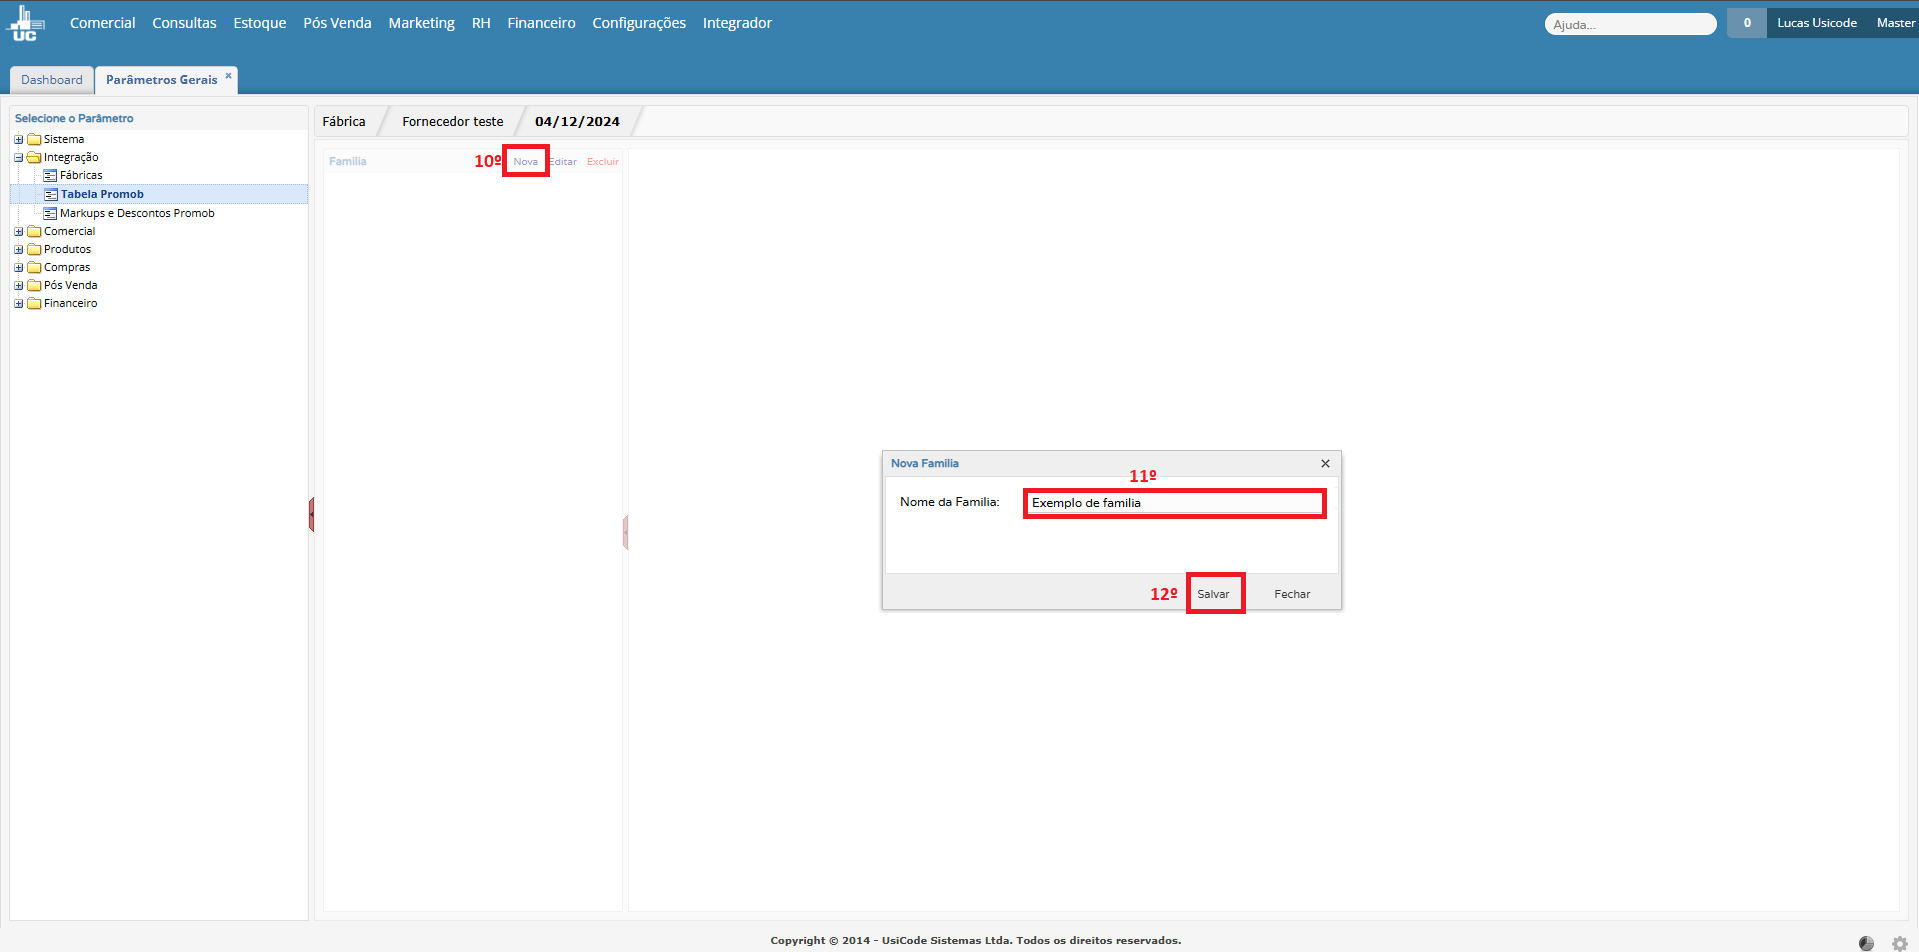 UC
Comercial Consultas Estoque Pós Venda Marketing RH Financeiro Configurações Integrador
Ajuda...
0
Lucas Usicode
Master
Dashboard
Parâmetros Gerais
Selecione o Parâmetro
Sistema
Integração
Fábricas
Tabela Promob
Markups e Descontos Promob
Comercial
Produtos
Compras
Pós Venda
Financeiro
Fábrica
Fornecedor teste
04/12/2024
Familia
10º
Nova
Editar
Excluir
Nova Familia
11º
Nome da Familia:
Exemplo de familia
12º
Salvar
Fechar
Copyright © 2014 - UsiCode Sistemas Ltda. Todos os direitos reservados.